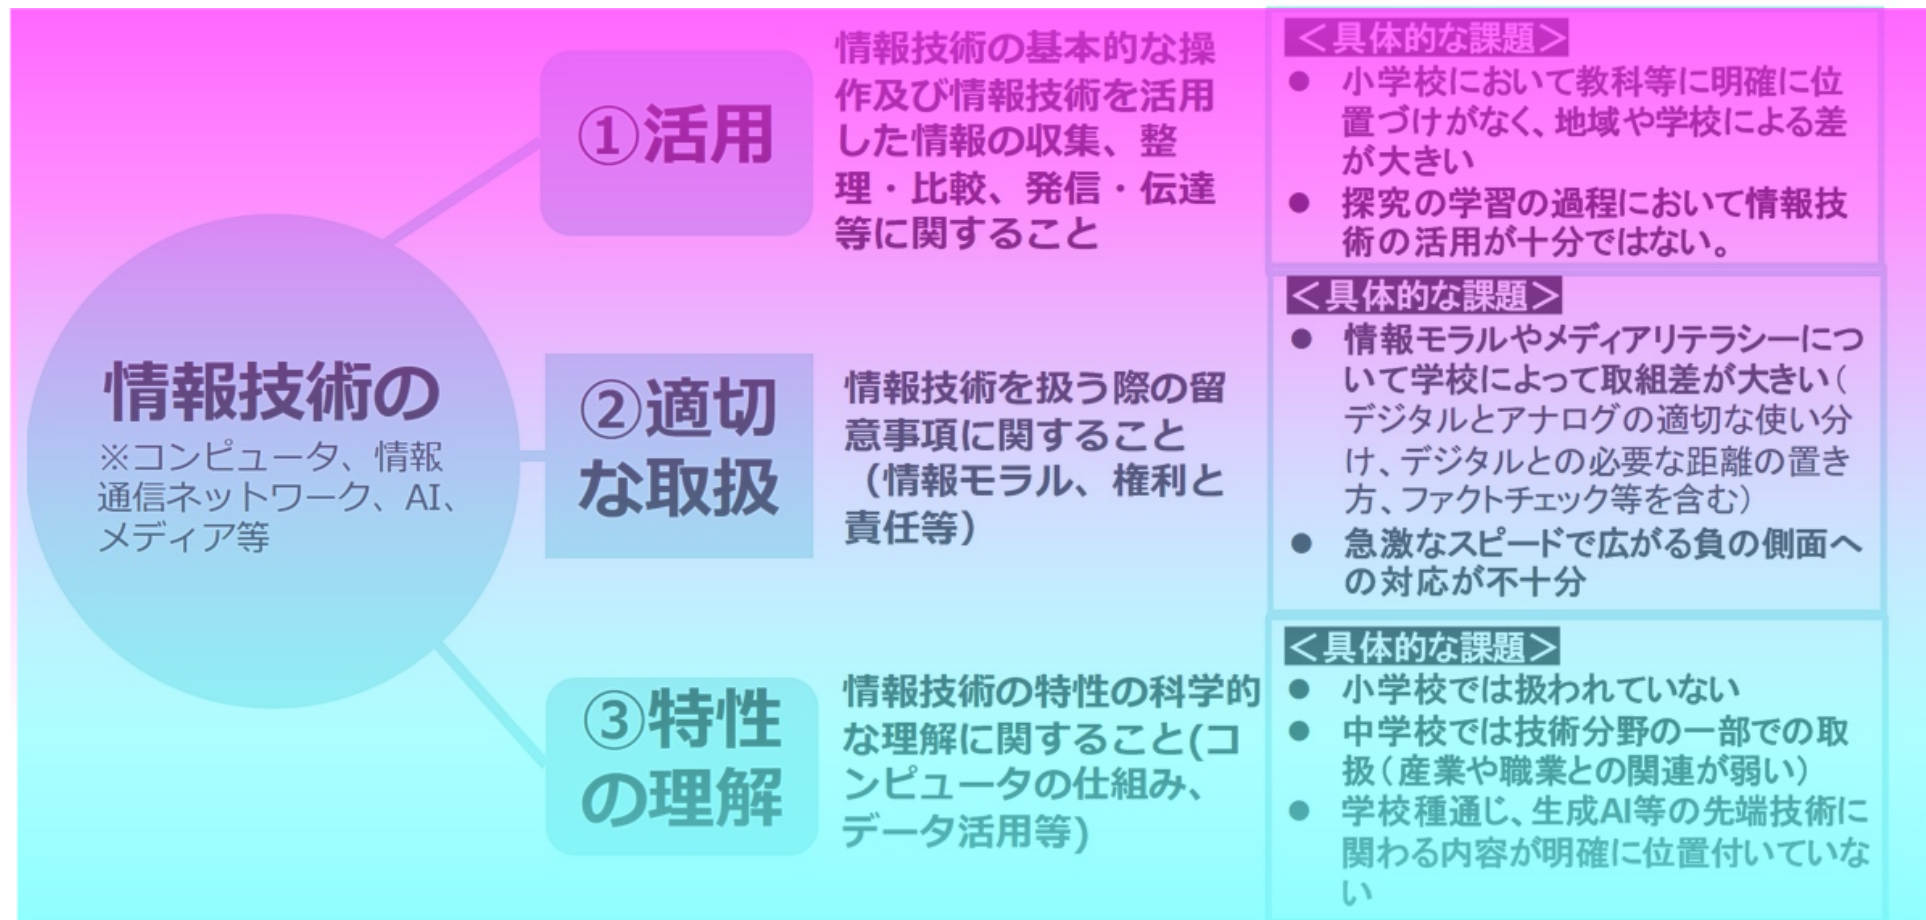 情報技術の
※コンピュータ、情報
通信ネットワーク、AI、
メディア等
①活用
情報技術の基本的な操
作及び情報技術を活用
した情報の収集、整
理・比較、発信・伝達
等に関すること
＜具体的な課題＞
● 小学校において教科等に明確に位
置づけがなく、地域や学校による差
が大きい
● 探究の学習の過程において情報技
術の活用が十分ではない。
②適切
な取扱
情報技術を扱う際の留
意事項に関すること
（情報モラル、権利と
責任等）
＜具体的な課題＞
● 情報モラルやメディアリテラシーにつ
いて学校によって取組差が大きい（
デジタルとアナログの適切な使い分
け、デジタルとの必要な距離の置き
方、ファクトチェック等を含む）
● 急激なスピードで広がる負の側面へ
の対応が不十分
③特性
の理解
情報技術の特性の科学的
な理解に関すること(コ
ンピュータの仕組み、
データ活用等)
＜具体的な課題＞
● 小学校では扱われていない
● 中学校では技術分野の一部での取
扱（産業や職業との関連が弱い）
● 学校種通じ、生成AI等の先端技術に
関わる内容が明確に位置付いていな
い